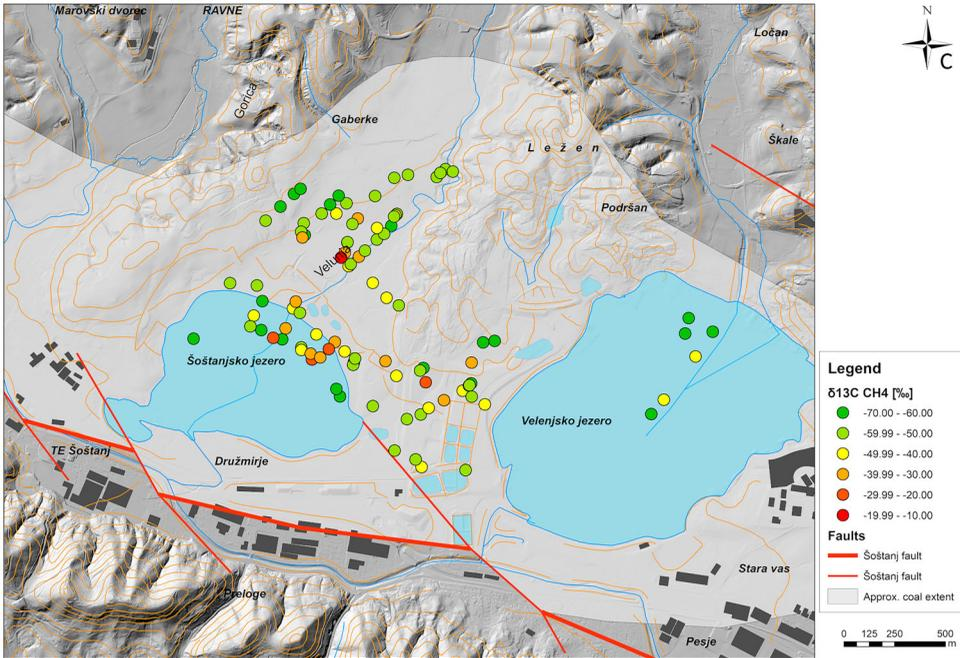 Marovški dvorec
RAVNE
Ločan
N
C
Gorica
Gaberke
Škale
L e ž e n
Podršan
Šoštanjsko jezero
Velenjsko jezero
TE Šoštanj
Družmirje
Stara vas
Preloge
Pesje
Legend
δ13C CH4 [‰]
-70.00 - -60.00
-59.99 - -50.00
-49.99 - -40.00
-39.99 - -30.00
-29.99 - -20.00
-19.99 - -10.00
Faults
Šoštanj fault
Šoštanj fault
Approx. coal extent
0 125 250 500
m